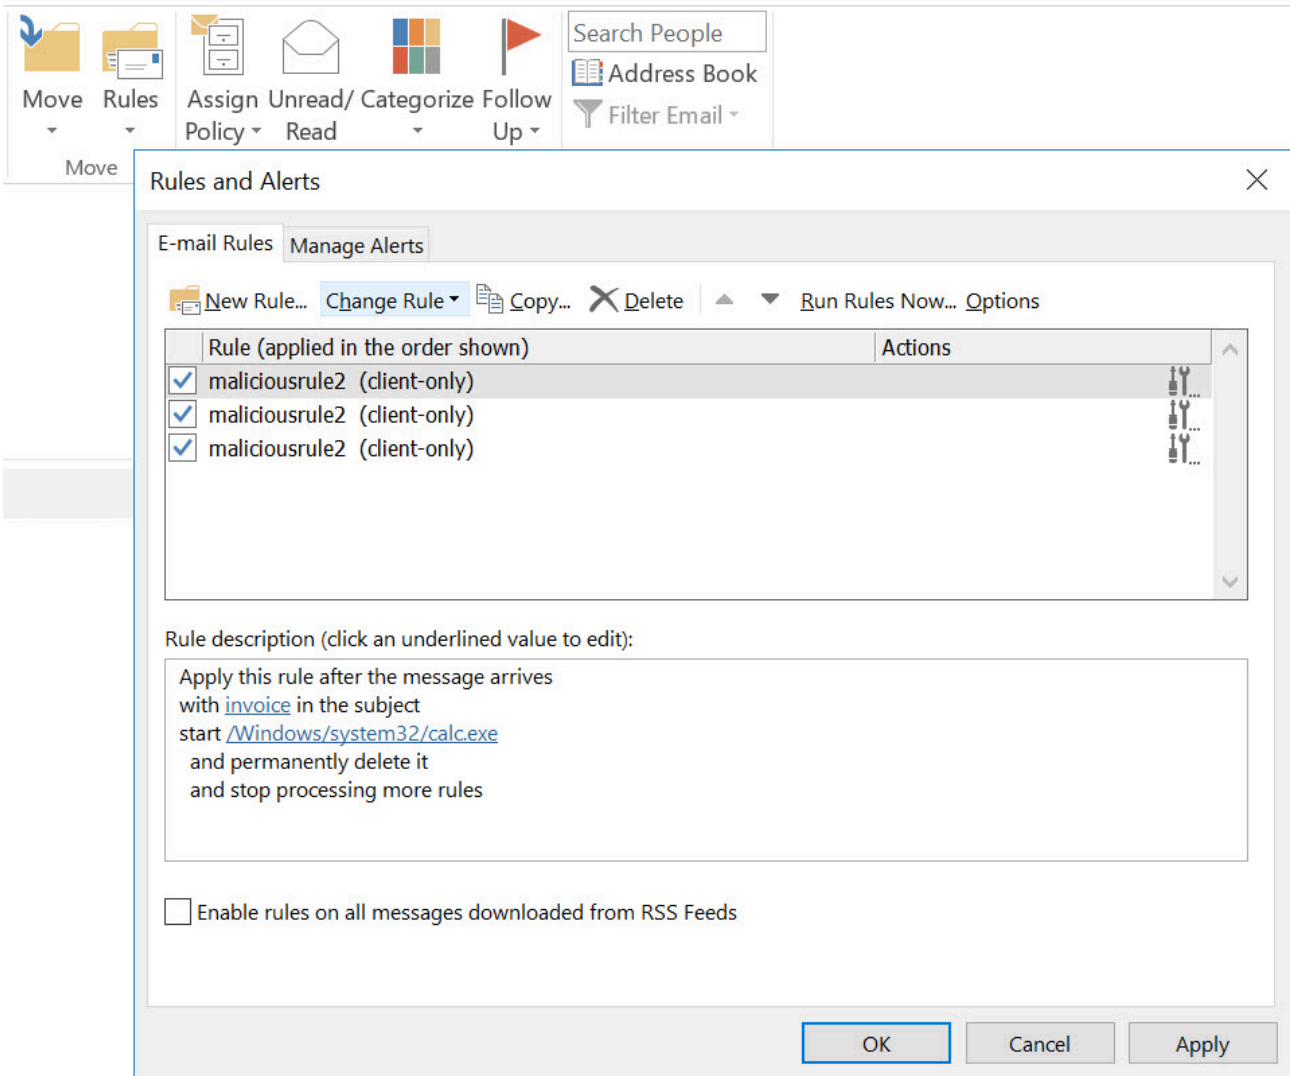 Search People
Address Book
Filter Email
Move Rules Assign Policy Unread/ Read Categorize Follow Up
Move
Rules and Alerts
E-mail Rules Manage Alerts
New Rule... Change Rule Copy... Delete Run Rules Now... Options
Rule (applied in the order shown) Actions
maliciousrule2 (client-only)
maliciousrule2 (client-only)
maliciousrule2 (client-only)
Rule description (click an underlined value to edit):
Apply this rule after the message arrives
with invoice in the subject
start /Windows/system32/calc.exe
and permanently delete it
and stop processing more rules
Enable rules on all messages downloaded from RSS Feeds
OK Cancel Apply